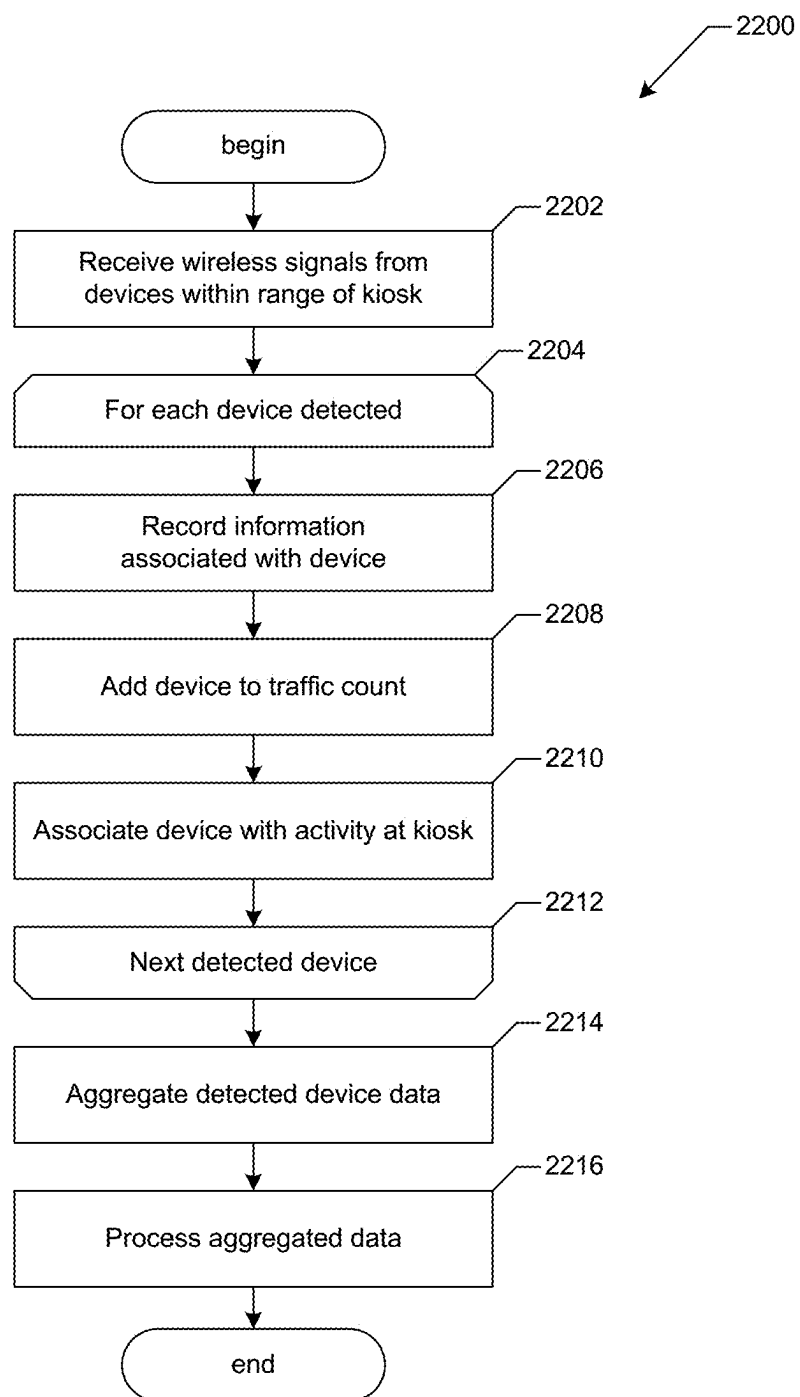 2200
begin
2202
Receive wireless signals from
devices within range of kiosk
2204
For each device detected
2206
Record information
associated with device
2208
Add device to traffic count
2210
Associate device with activity at kiosk
2212
Next detected device
2214
Aggregate detected device data
2216
Process aggregated data
end